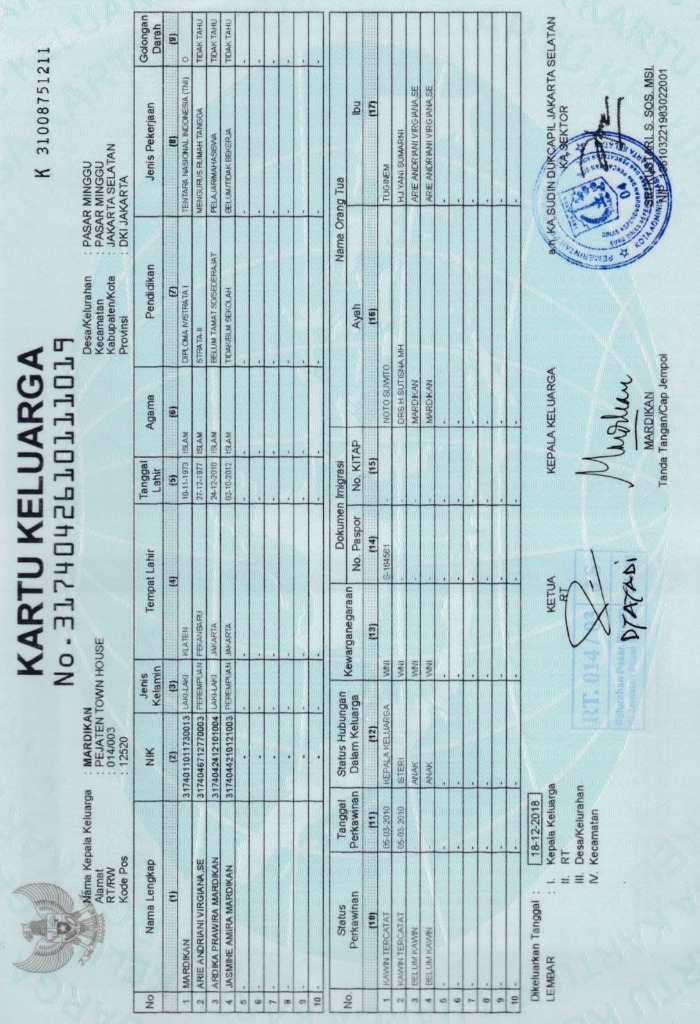 K 31008751211
KARTU KELUARGA
No. 3174042610111019
Nama Kepala Keluarga : MARDIKAN
Alamat : PEJATEN TOWN HOUSE
RT/RW : 014/003
Kode Pos : 12520
Desa/Kelurahan : PASAR MINGGU
Kecamatan : PASAR MINGGU
Kabupaten/Kota : JAKARTA SELATAN
Provinsi : DKI JAKARTA
No Nama Lengkap NIK Jenis Kelamin Tempat Lahir Tanggal Lahir Agama Pendidikan Jenis Pekerjaan Golongan Darah
(1) (2) (3) (4) (5) (6) (7) (8) (9)
1 MARDIKAN 3174011011730013 LAKI-LAKI KLATEN 10-11-1973 ISLAM DIPLOMA IV/STRATA I TENTARA NASIONAL INDONESIA (TNI) O
2 ARIE ANDRIANI VIRGIANA,SE 3174046712770003 PEREMPUAN PEKANBARU 27-12-1977 ISLAM STRATA-II MENGURUS RUMAH TANGGA TIDAK TAHU
3 ARDIKA PRAWIRA MARDIKAN 3174042412101004 LAKI-LAKI JAKARTA 24-12-2010 ISLAM BELUM TAMAT SD/SEDERAJAT PELAJAR/MAHASISWA TIDAK TAHU
4 JASMINE AMIRA MARDIKAN 3174044210121003 PEREMPUAN JAKARTA 02-10-2012 ISLAM TIDAK/BLM SEKOLAH BELUM/TIDAK BEKERJA TIDAK TAHU
5 - - - - - - - - -
6 - - - - - - - - -
7 - - - - - - - - -
8 - - - - - - - - -
9 - - - - - - - - -
10 - - - - - - - - -
No. Status Perkawinan Tanggal Perkawinan Status Hubungan Dalam Keluarga Kewarganegaraan Dokumen Imigrasi Nama Orang Tua
No. Paspor No. KITAP Ayah Ibu
(10) (11) (12) (13) (14) (15) (16) (17)
1 KAWIN TERCATAT 05-03-2010 KEPALA KELUARGA WNI S-164561 - NOTO SUWITO TUGINEM
2 KAWIN TERCATAT 05-03-2010 ISTERI WNI - - DRS.H.SUTISNA MH HJ.YANI SUMARNI
3 BELUM KAWIN - ANAK WNI - - MARDIKAN ARIE ANDRIANI VIRGIANA,SE
4 BELUM KAWIN - ANAK WNI - - MARDIKAN ARIE ANDRIANI VIRGIANA,SE
5 - - - - - - - -
6 - - - - - - - -
7 - - - - - - - -
8 - - - - - - - -
9 - - - - - - - -
10 - - - - - - - -
Dikeluarkan Tanggal : 18-12-2018
LEMBAR : I. Kepala Keluarga
II. RT
III. Desa/Kelurahan
IV. Kecamatan
KETUA
RT
RT. 014 /
KEPALA KELUARGA
MARDIKAN
Tanda Tangan/Cap Jempol
a.n. KA.SUDIN DUKCAPIL JAKARTA SELATAN
KA.SEKTOR
04
S. SOS, MSI.